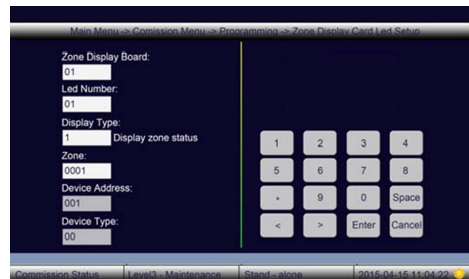 Main Menu -> Comission Menu -> Programming -> Zone Display Card Led Setup
Zone Display Board:
01
Led Number:
01
Display Type:
1 Display zone status
Zone:
0001
Device Address:
001
Device Type:
00
1 2 3 4
5 6 7 8
* 9 0 Space
< > Enter Cancel
Commission Status Level3 - Maintenance Stand - alone 2015-04-15 11:04:22